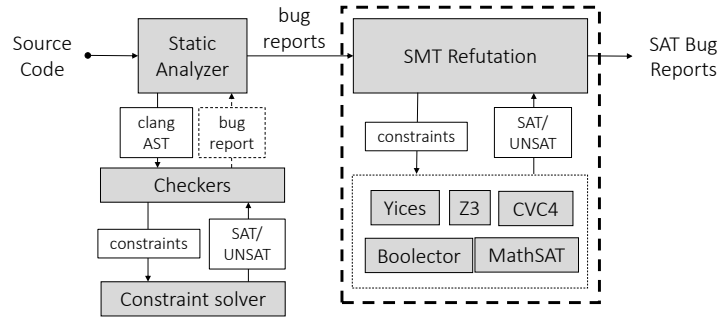 Source
Code
Static
Analyzer
bug
reports
SMT Refutation
SAT Bug
Reports
clang
AST
bug
report
constraints
SAT/
UNSAT
Checkers
Yices
Z3
CVC4
constraints
SAT/
UNSAT
Boolector
MathSAT
Constraint solver